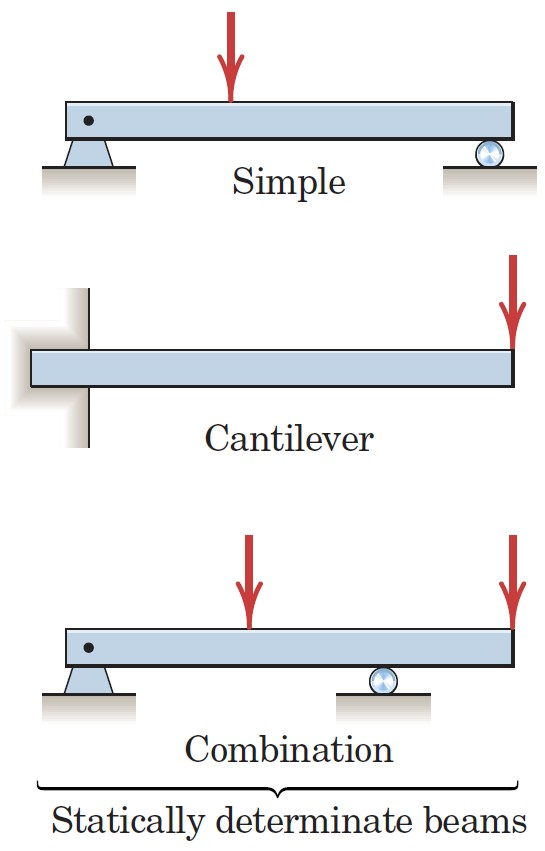 Simple
Cantilever
Combination
Statically determinate beams